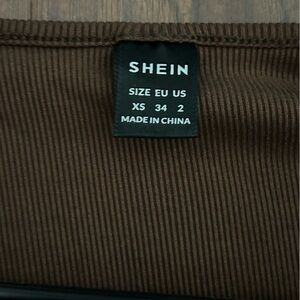 SHEIN
SIZE EU US
XS 34 2
MADE IN CHINA